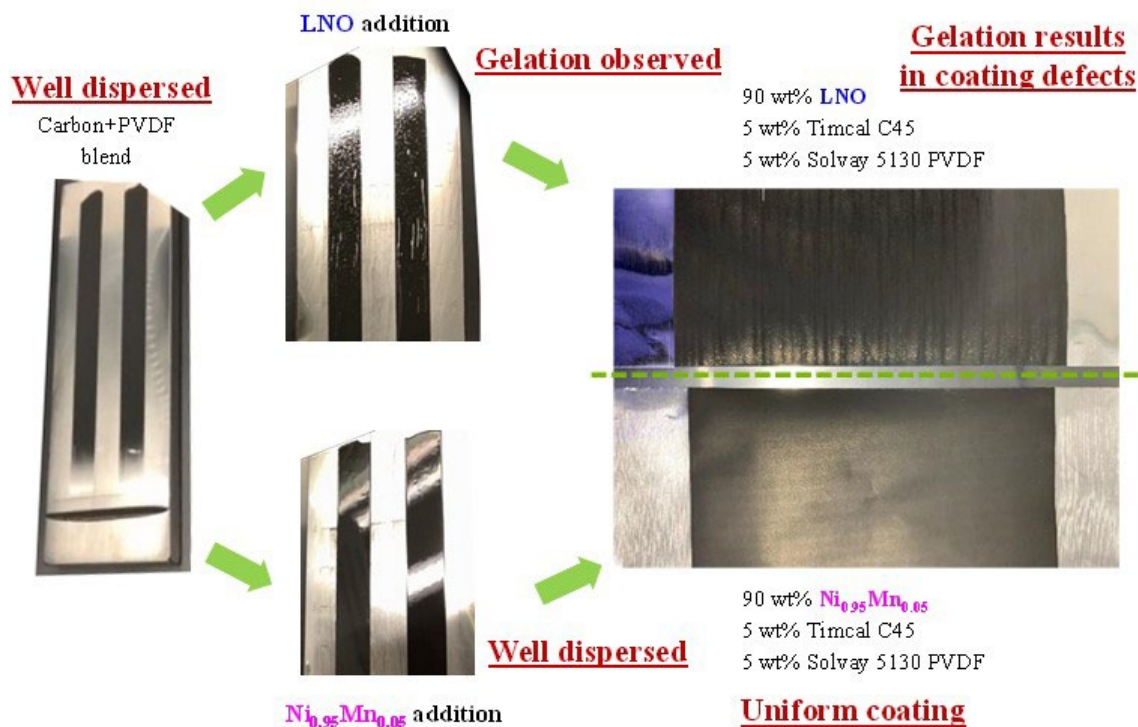 LNO addition
Gelation observed
Gelation results
in coating defects
Well dispersed
Carbon+PVDF
blend
90 wt% LNO
5 wt% Timcal C45
5 wt% Solvay 5130 PVDF
90 wt% Ni₀.₉₅Mn₀.₀₅
5 wt% Timcal C45
5 wt% Solvay 5130 PVDF
Well dispersed
Ni₀.₉₅Mn₀.₀₅ addition
Uniform coating